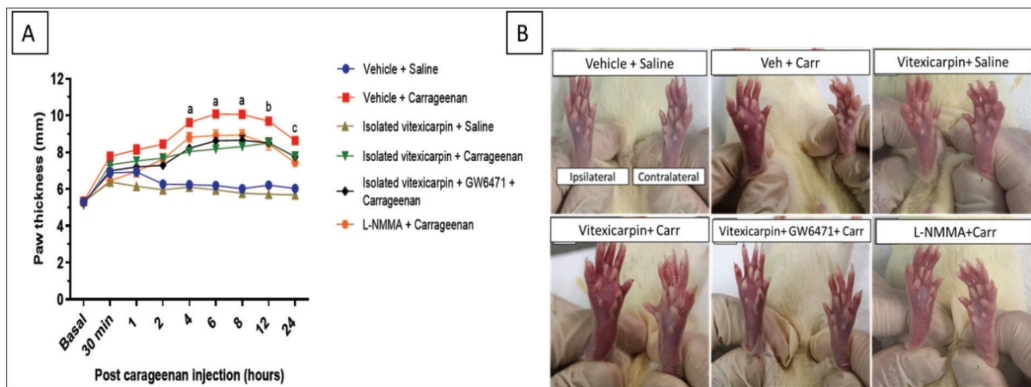 A
12
10
8
6
4
2
0
Paw thickness (mm)
Basal
30 min
1
2
4
6
8
12
24
Post carageenan injection (hours)
a
a
a
b
c
Vehicle + Saline
Vehicle + Carrageenan
Isolated vitexicarpin + Saline
Isolated vitexicarpin + Carrageenan
Isolated vitexicarpin + GW6471 +
Carrageenan
L-NMMA + Carrageenan
B
Vehicle + Saline
Veh + Carr
Vitexicarpin+ Saline
Ipsilateral
Contralateral
Vitexicarpin + Carr
Vitexicarpin+ GW6471+ Carr
L-NMMA+Carr